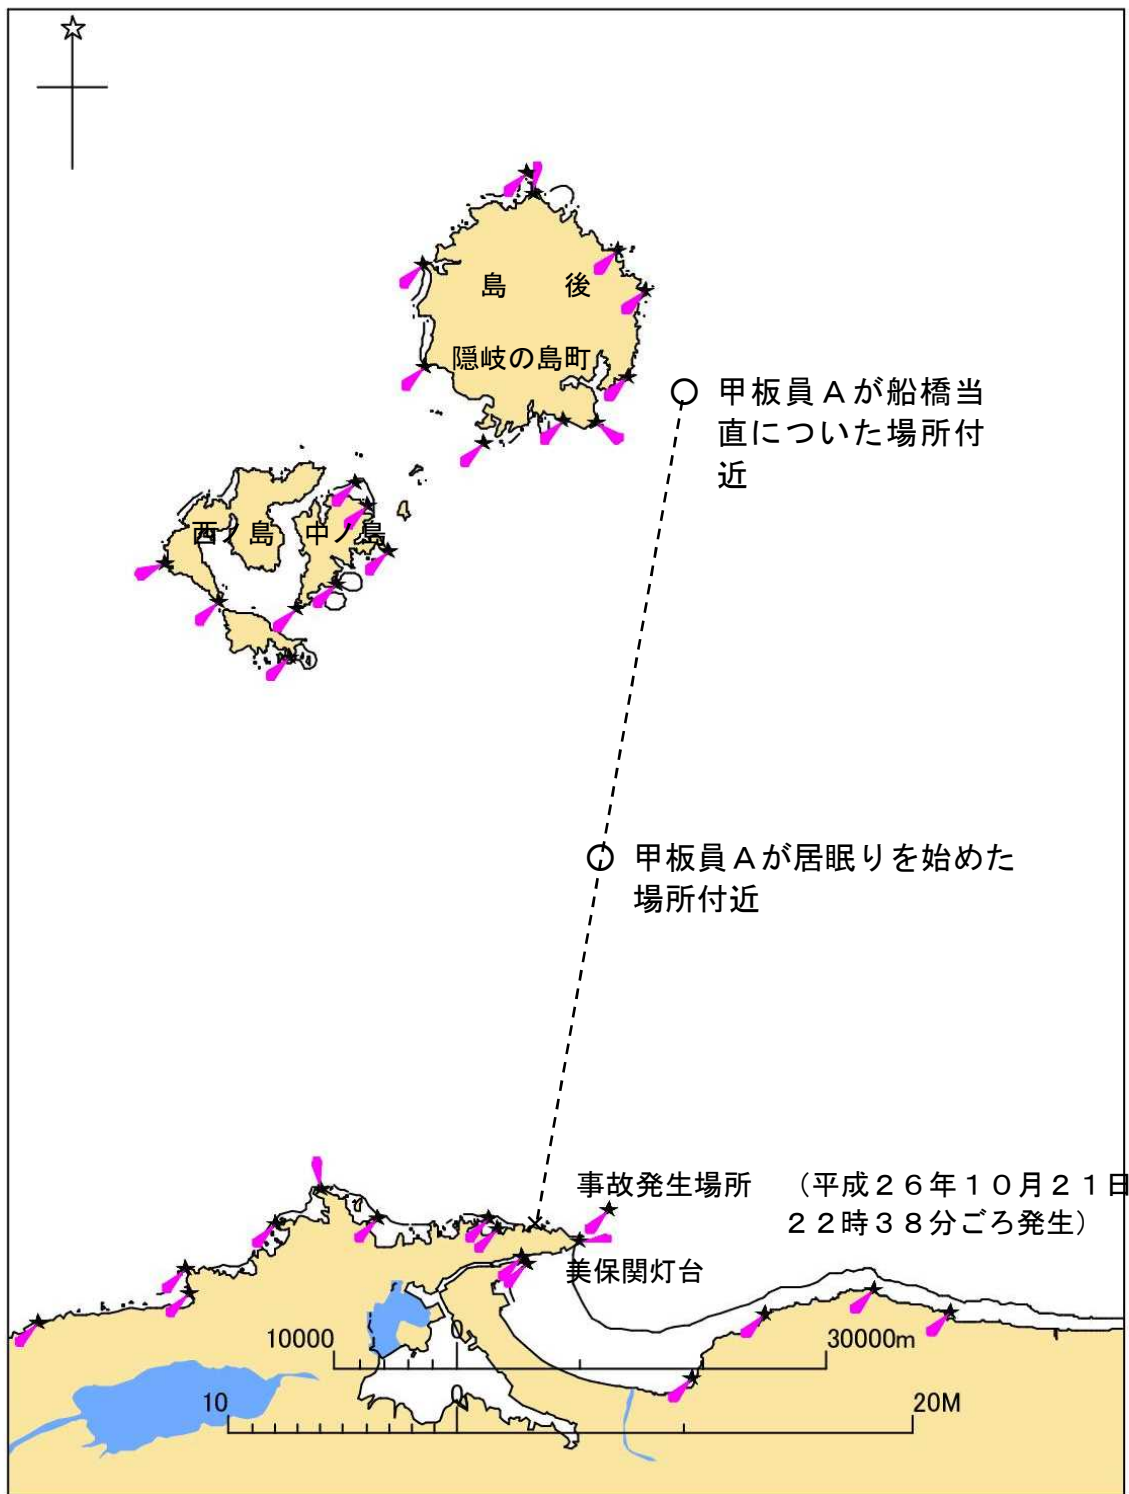 島　　後
隠岐の島町
甲板員Ａが船橋当
直についた場所付
近
西ノ島
中ノ島
甲板員Ａが居眠りを始めた
場所付近
事故発生場所　（平成２６年１０月２１日
２２時３８分ごろ発生）
美保関灯台
10000 0 30000m
10 0 20M